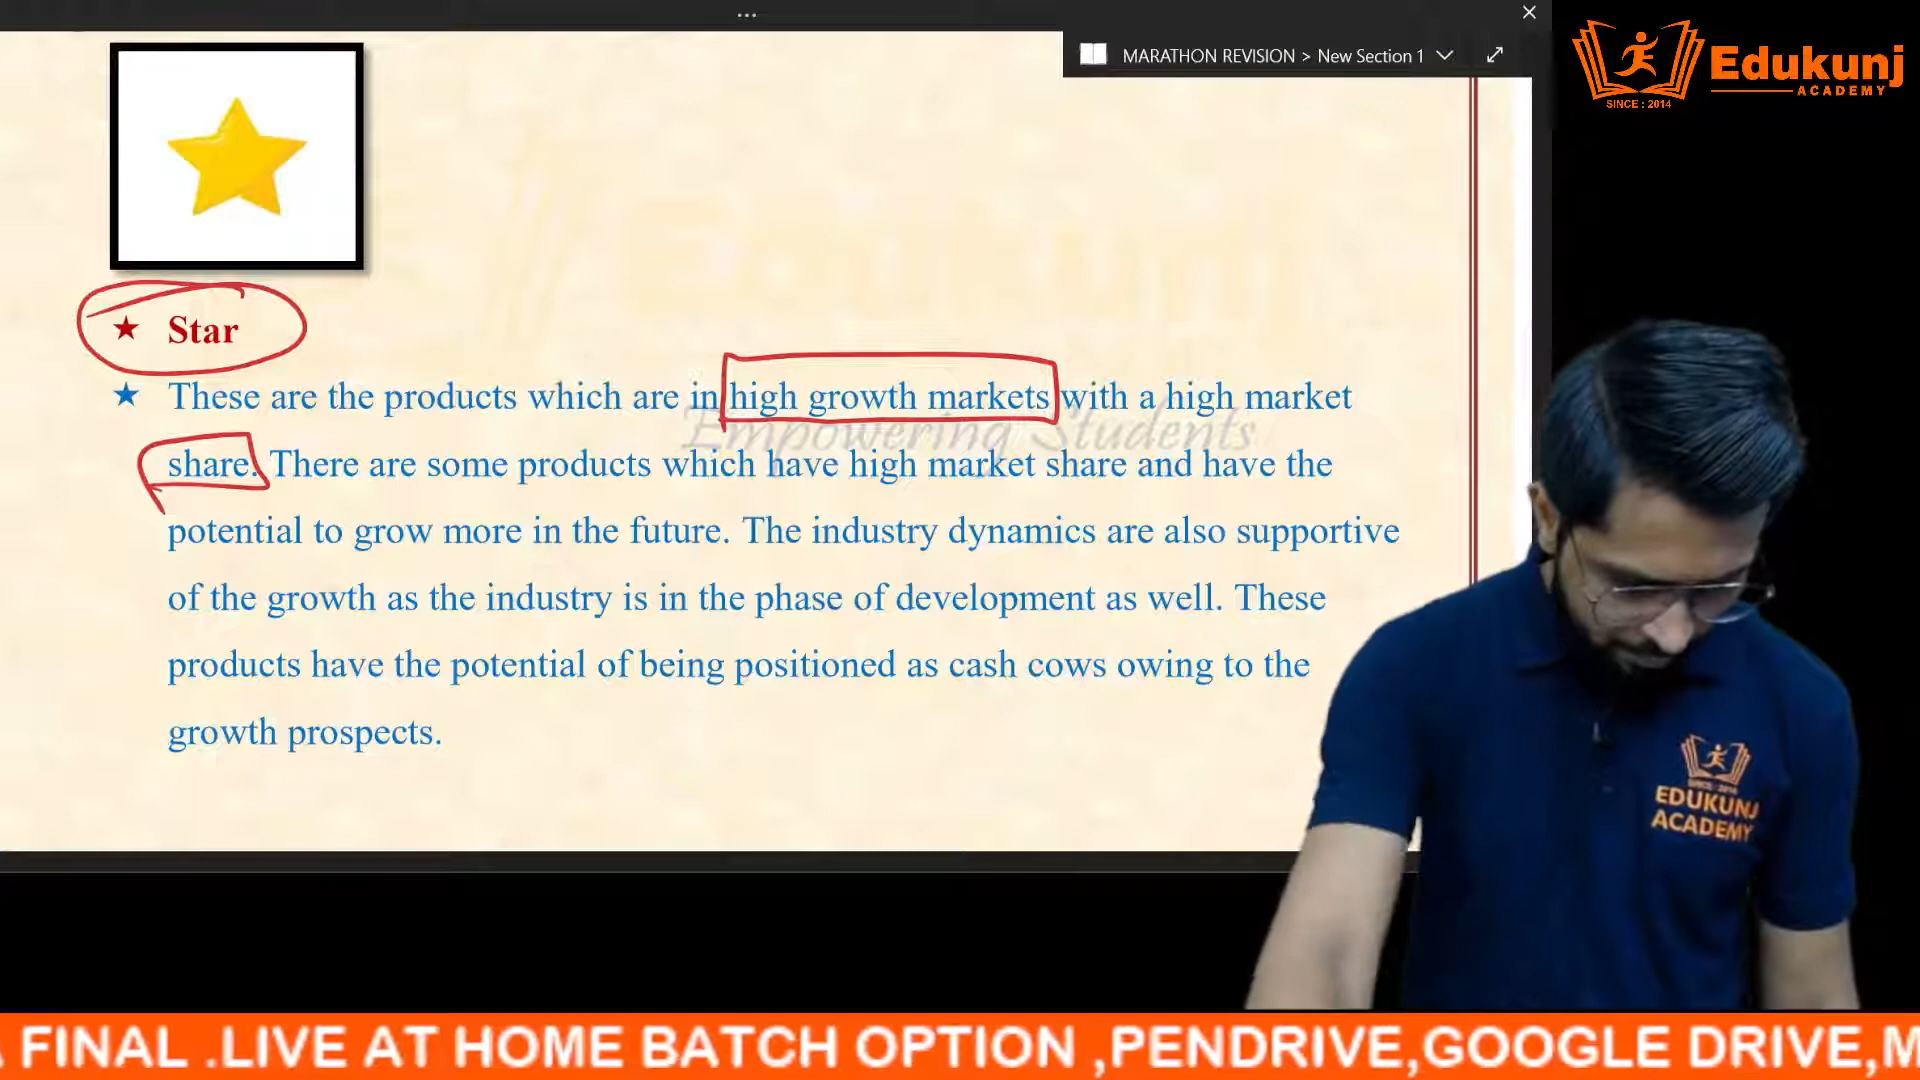 MARATHON REVISION > New Section 1
Edukunj
ACADEMY
SINCE : 2014
★ Star
★ These are the products which are in high growth markets with a high market
share. There are some products which have high market share and have the
potential to grow more in the future. The industry dynamics are also supportive
of the growth as the industry is in the phase of development as well. These
products have the potential of being positioned as cash cows owing to the
growth prospects.
Edukunj
Empowering Students
SINCE : 2014
EDUKUNJ
ACADEMY
A FINAL .LIVE AT HOME BATCH OPTION ,PENDRIVE,GOOGLE DRIVE,M